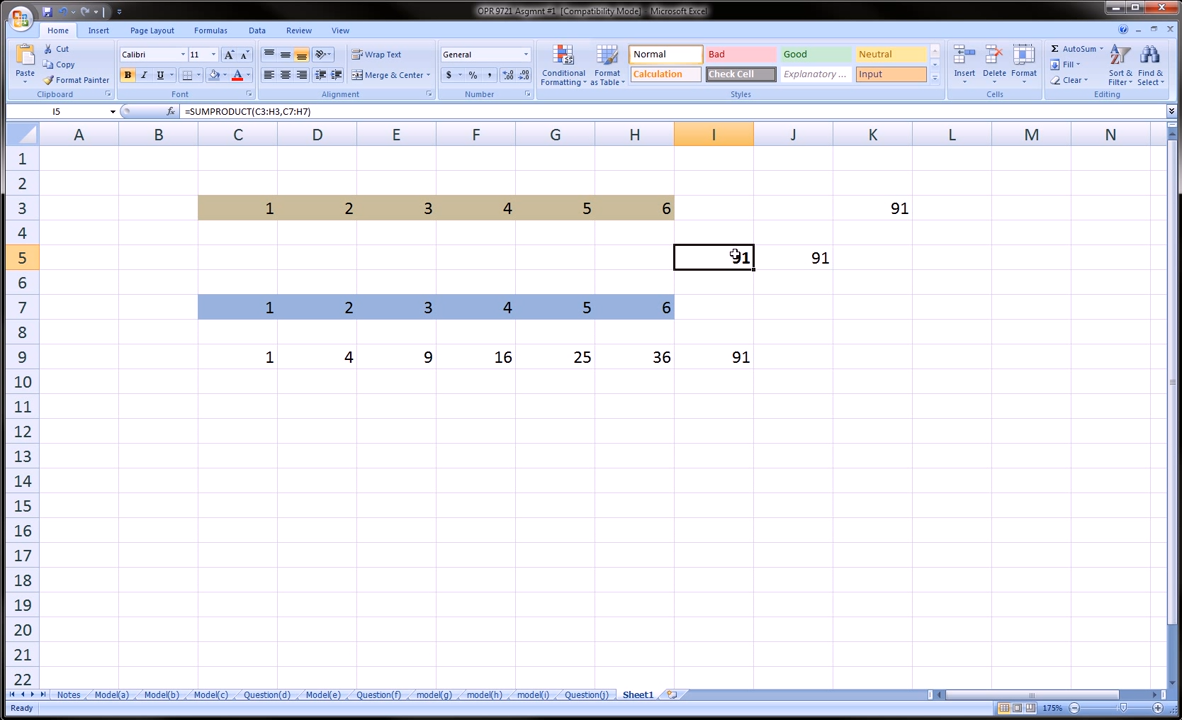 OPR 9721 Asgmnt #1 [Compatibility Mode] - Microsoft Excel
Home Insert Page Layout Formulas Data Review View
Paste Cut Copy Format Painter Clipboard
Calibri 11 B I U A A A Font
Wrap Text Merge & Center Alignment
General $ % , Number
Conditional Formatting Format as Table
Normal Bad Good Neutral
Calculation Check Cell Explanatory ... Input
Styles
Insert Delete Format Cells
Σ AutoSum Fill Clear Sort & Filter Find & Select Editing
I5 fx =SUMPRODUCT(C3:H3,C7:H7)
A B C D E F G H I J K L M N
1
2
3 1 2 3 4 5 6 91
4
5 91 91
6
7 1 2 3 4 5 6
8
9 1 4 9 16 25 36 91
10
11
12
13
14
15
16
17
18
19
20
21
22
Notes Model(a) Model(b) Model(c) Question(d) Model(e) Question(f) model(g) model(h) model(i) Question(j) Sheet1
Ready 175%